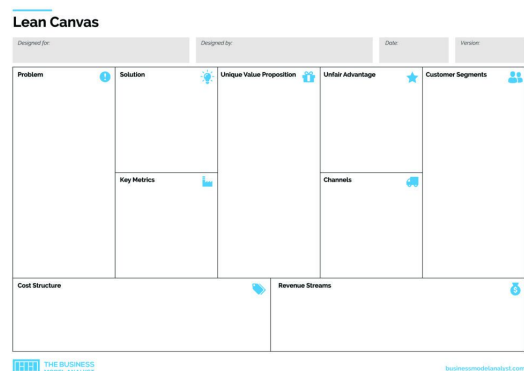 Lean Canvas
Designed for:
Designed by:
Date:
Version:
Problem
Solution
Unique Value Proposition
Unfair Advantage
Customer Segments
Key Metrics
Channels
Cost Structure
Revenue Streams
THE BUSINESS
businessmodelanalyst.com